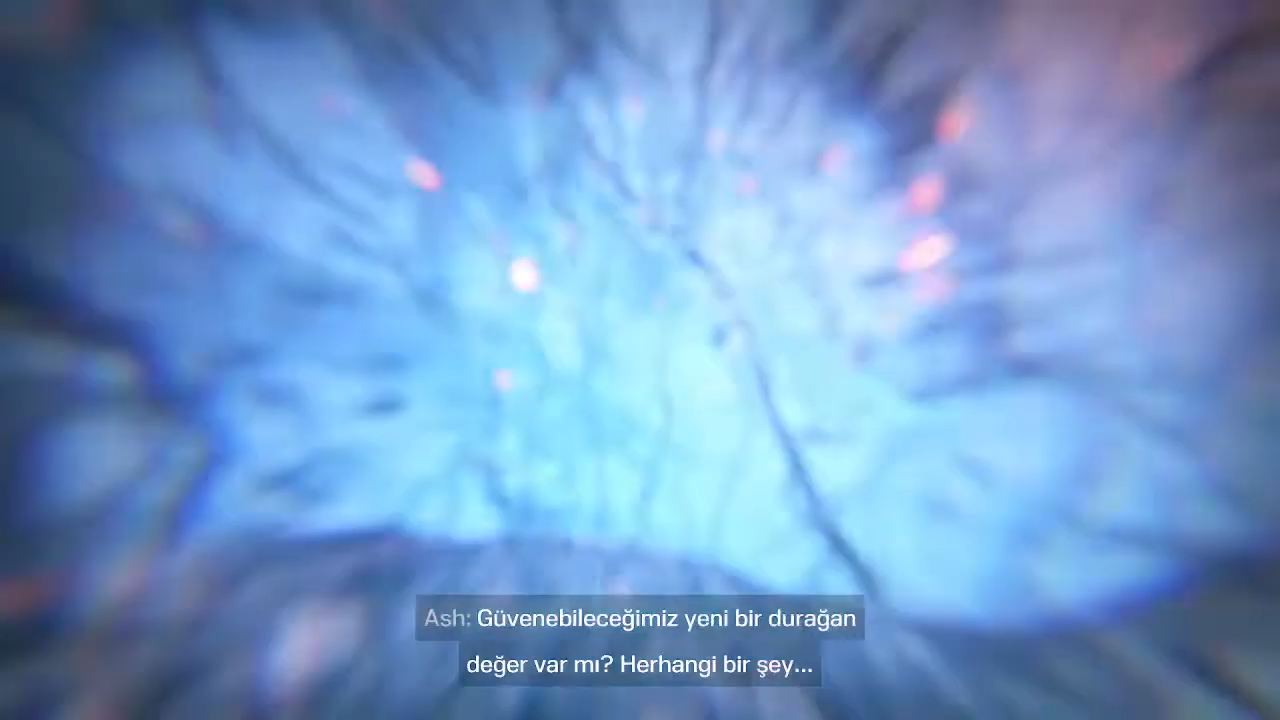 Ash: Güvenebileceğimiz yeni bir durağan
değer var mı? Herhangi bir şey...